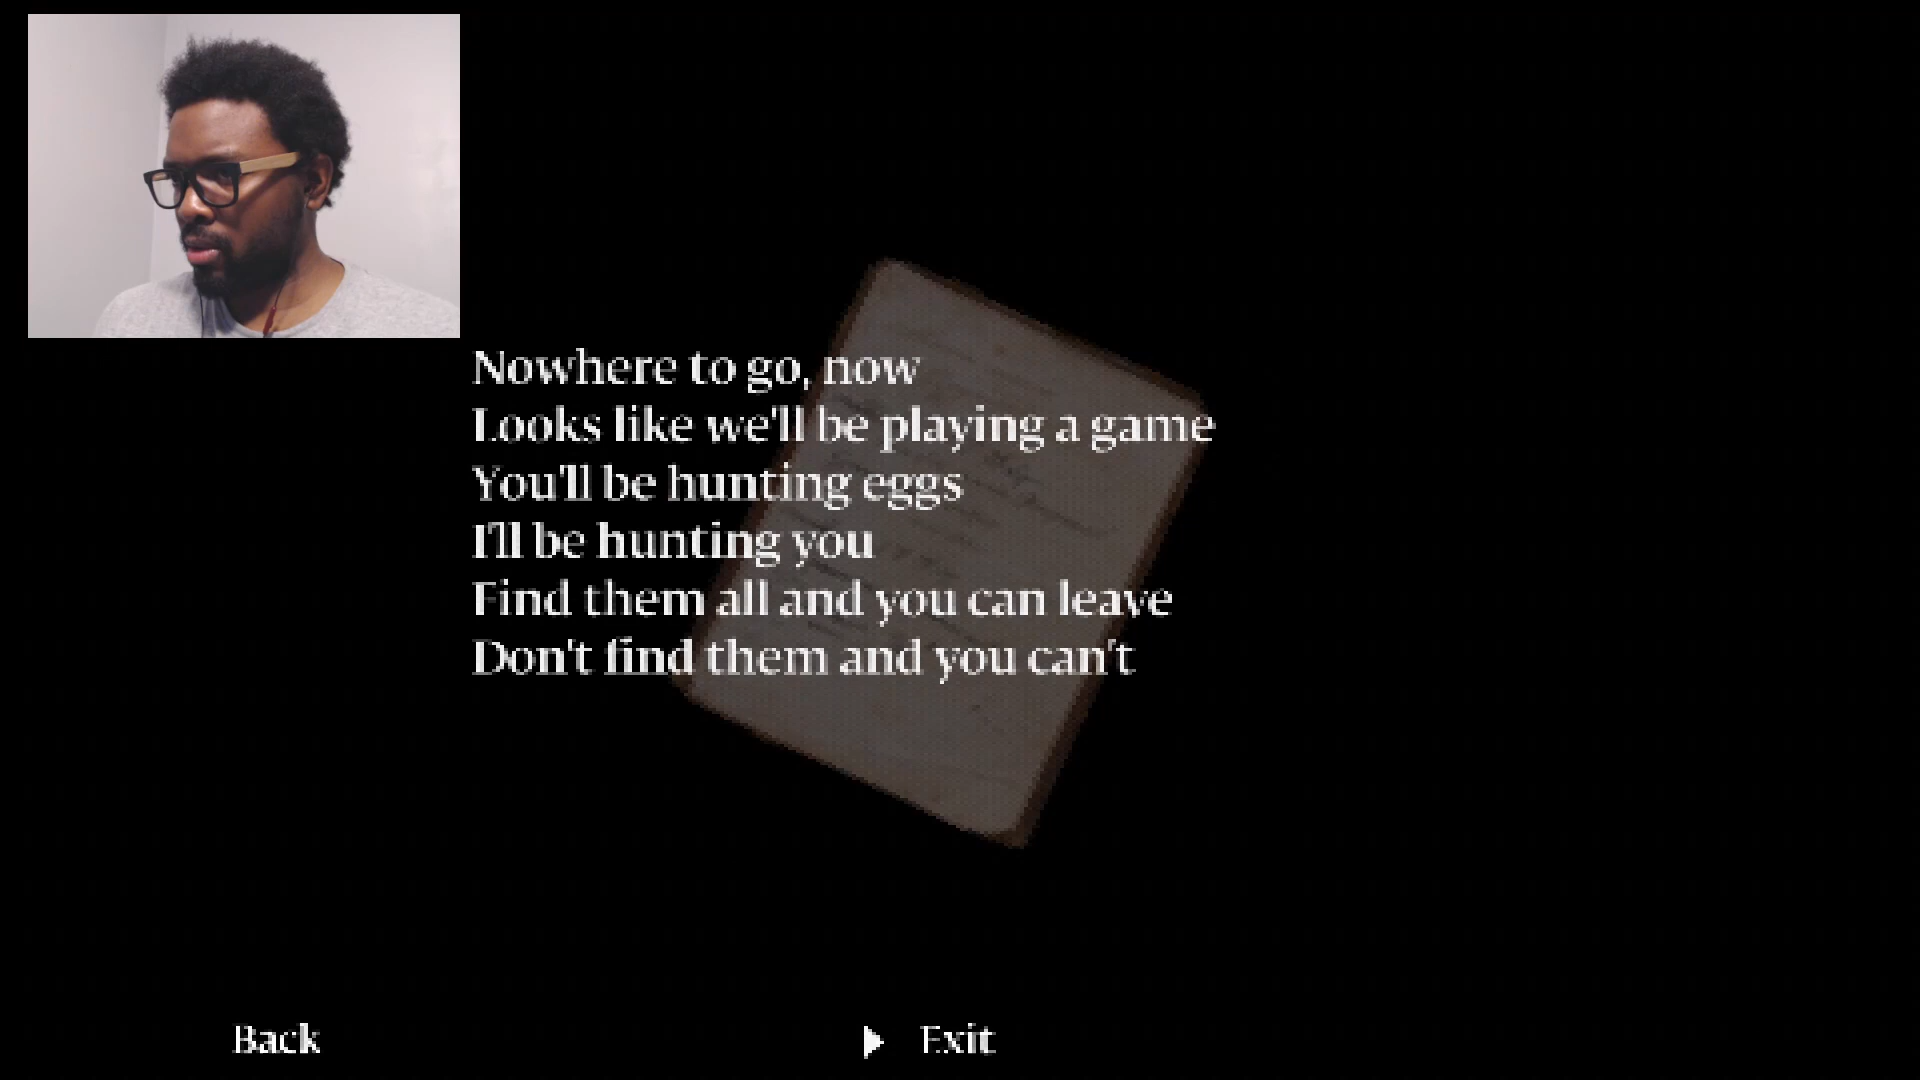 Nowhere to go, now
Looks like we'll be playing a game
You'll be hunting eggs
I'll be hunting you
Find them all and you can leave
Don't find them and you can't
Back
Exit